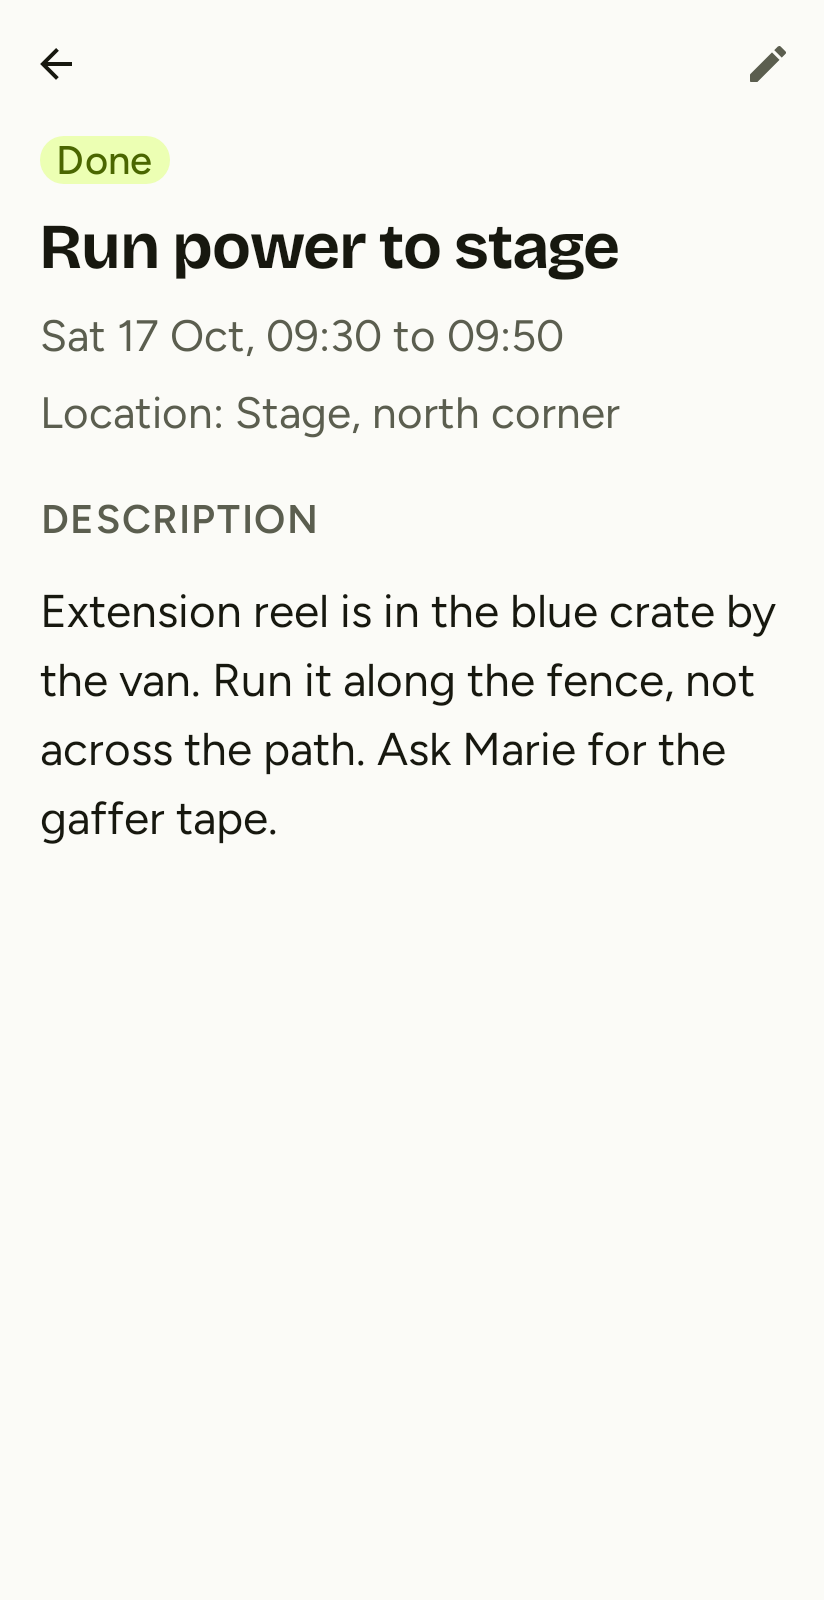 Done
Run power to stage
Sat 17 Oct, 09:30 to 09:50
Location: Stage, north corner
DESCRIPTION
Extension reel is in the blue crate by
the van. Run it along the fence, not
across the path. Ask Marie for the
gaffer tape.